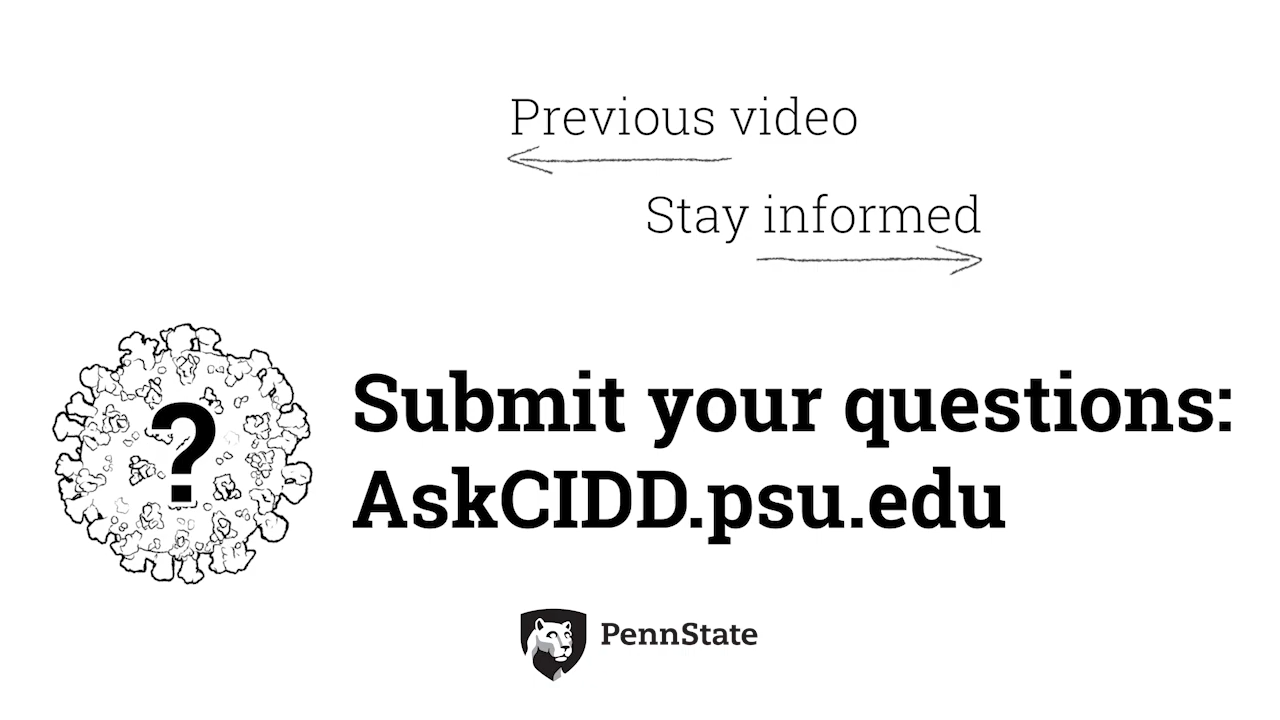 Previous video
Stay informed
?
Submit your questions:
AskCIDD.psu.edu
PennState